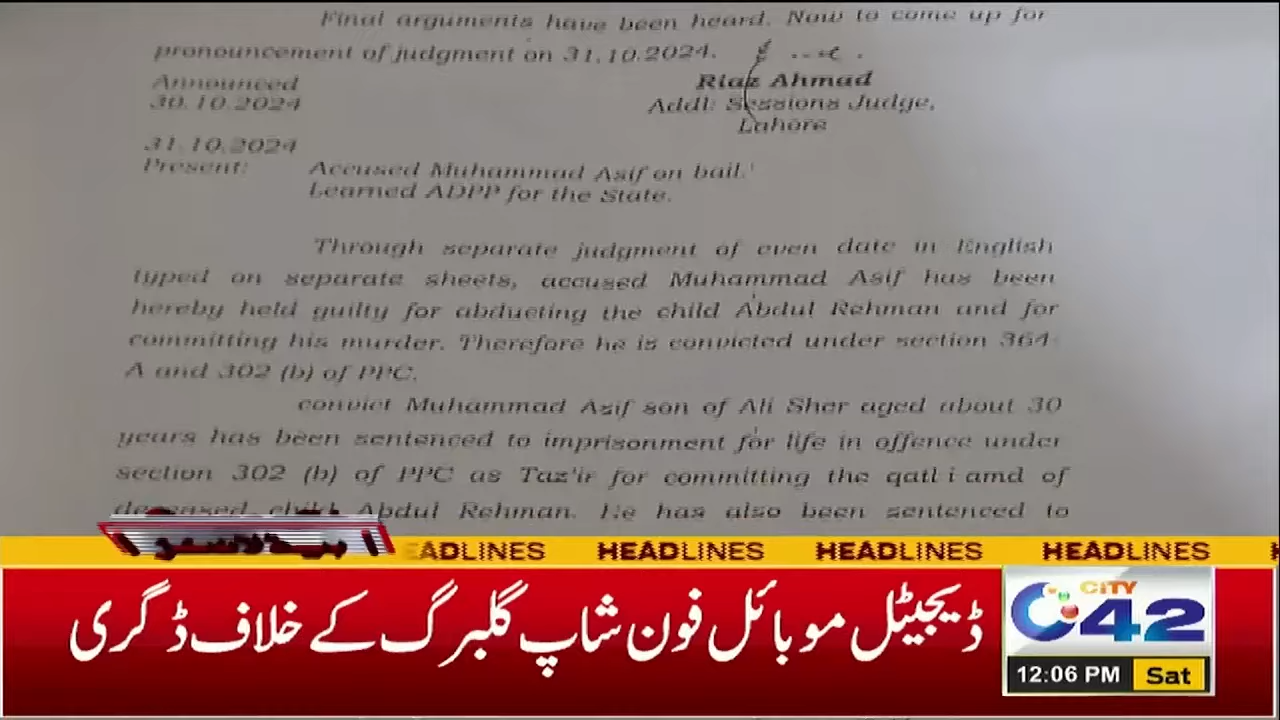 Final arguments have been heard. Now to come up for
pronouncement of judgment on 31.10.2024.
Announced
30.10.2024
Riaz Ahmad
Addl: Sessions Judge,
Lahore
31.10.2024
Present: Accused Muhammad Asif on bail.
Learned ADPP for the State.
Through separate judgment of even date in English
typed on separate sheets, accused Muhammad Asif has been
hereby held guilty for abducting the child Abdul Rehman and for
committing his murder. Therefore he is convicted under section 364-
A and 302 (b) of PPC.
convict Muhammad Asif son of Ali Sher aged about 30
years has been sentenced to imprisonment for life in offence under
section 302 (b) of PPC as Taz'ir for committing the qatl i amd of
deceased child Abdul Rehman. He has also been sentenced to
ADLINES HEADLINES HEADLINES HEADLINES
ڈیجیٹل موبائل فون شاپ گلبرگ کے خلاف ڈگری
CITY
42
12:06 PM Sat